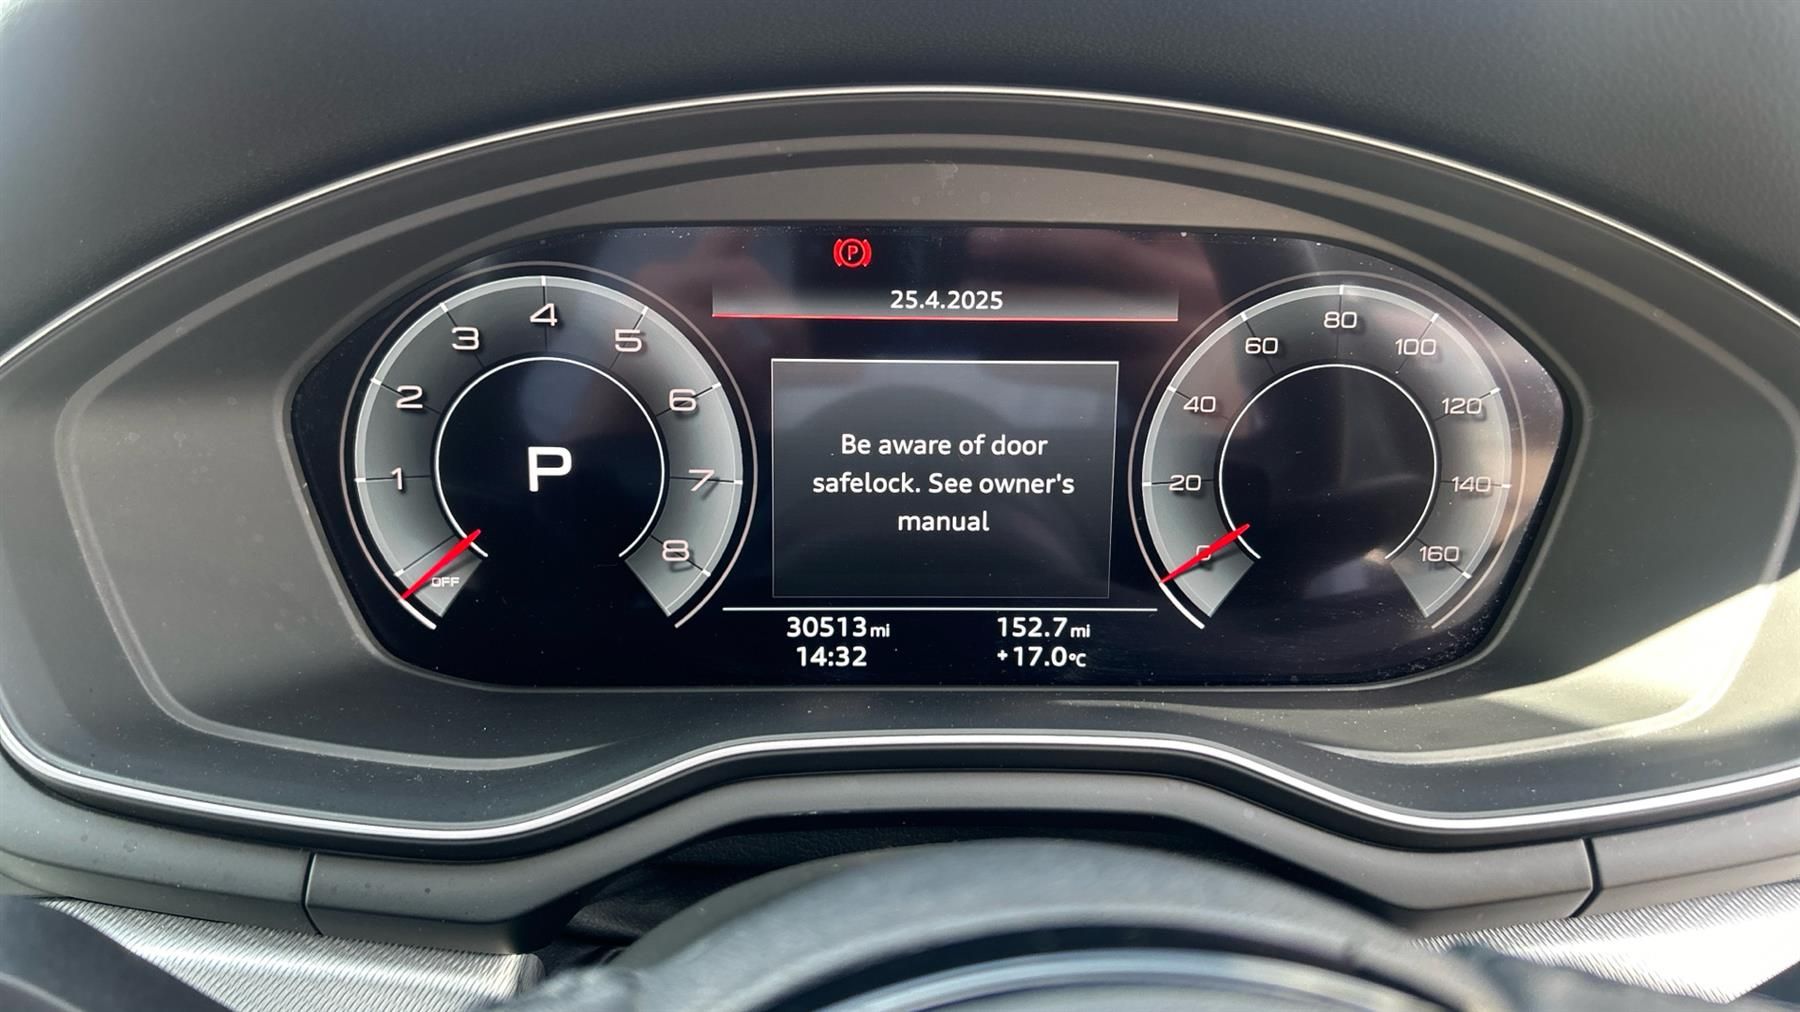 P
25.4.2025
1 2 3 4 5 6 7 8
OFF
P
Be aware of door
safelock. See owner's
manual
0 20 40 60 80 100 120 140 160
30513 mi 152.7 mi
14:32 +17.0°C